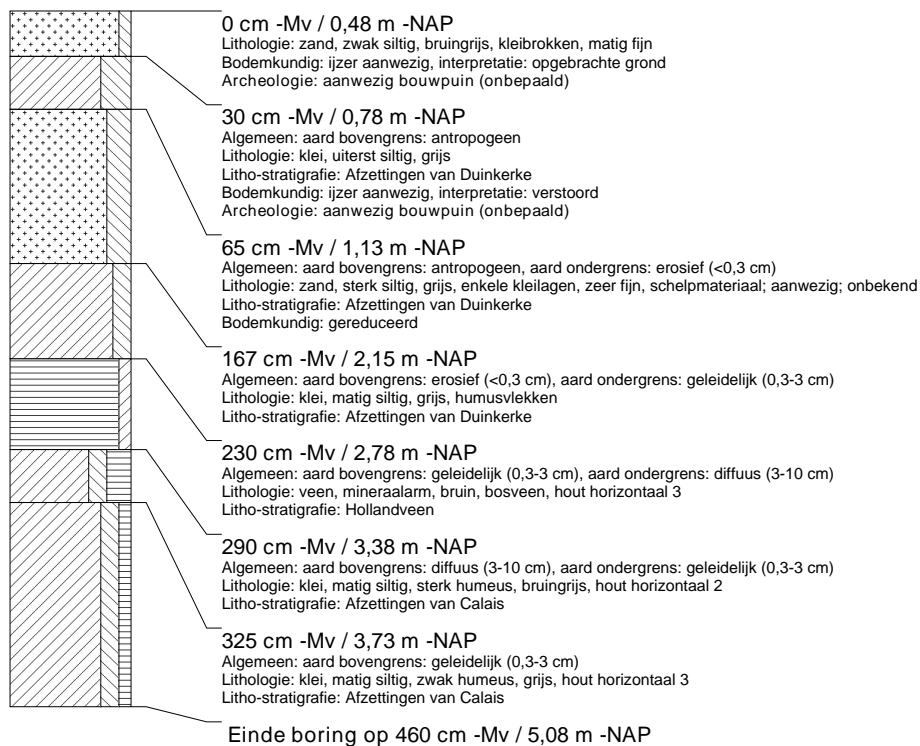 0 cm -Mv / 0,48 m -NAP
Lithologie: zand, zwak siltig, bruingrijs, kleibrokken, matig fijn
Bodemkundig: ijzer aanwezig, interpretatie: opgebrachte grond
Archeologie: aanwezig bouwpuin (onbepaald)
30 cm -Mv / 0,78 m -NAP
Algemeen: aard bovengrens: antropogeen
Lithologie: klei, uiterst siltig, grijs
Litho-stratigrafie: Afzettingen van Duinkerke
Bodemkundig: ijzer aanwezig, interpretatie: verstoord
Archeologie: aanwezig bouwpuin (onbepaald)
65 cm -Mv / 1,13 m -NAP
Algemeen: aard bovengrens: antropogeen, aard ondergrens: erosief (<0,3 cm)
Lithologie: zand, sterk siltig, grijs, enkele kleilagen, zeer fijn, schelpmateriaal; aanwezig; onbekend
Litho-stratigrafie: Afzettingen van Duinkerke
Bodemkundig: gereduceerd
167 cm -Mv / 2,15 m -NAP
Algemeen: aard bovengrens: erosief (<0,3 cm), aard ondergrens: geleidelijk (0,3-3 cm)
Lithologie: klei, matig siltig, grijs, humusvlekken
Litho-stratigrafie: Afzettingen van Duinkerke
230 cm -Mv / 2,78 m -NAP
Algemeen: aard bovengrens: geleidelijk (0,3-3 cm), aard ondergrens: diffuus (3-10 cm)
Lithologie: veen, mineraalarm, bruin, bosveen, hout horizontaal 3
Litho-stratigrafie: Hollandveen
290 cm -Mv / 3,38 m -NAP
Algemeen: aard bovengrens: diffuus (3-10 cm), aard ondergrens: geleidelijk (0,3-3 cm)
Lithologie: klei, matig siltig, sterk humeus, bruingrijs, hout horizontaal 2
Litho-stratigrafie: Afzettingen van Calais
325 cm -Mv / 3,73 m -NAP
Algemeen: aard bovengrens: geleidelijk (0,3-3 cm)
Lithologie: klei, matig siltig, zwak humeus, grijs, hout horizontaal 3
Litho-stratigrafie: Afzettingen van Calais
Einde boring op 460 cm -Mv / 5,08 m -NAP